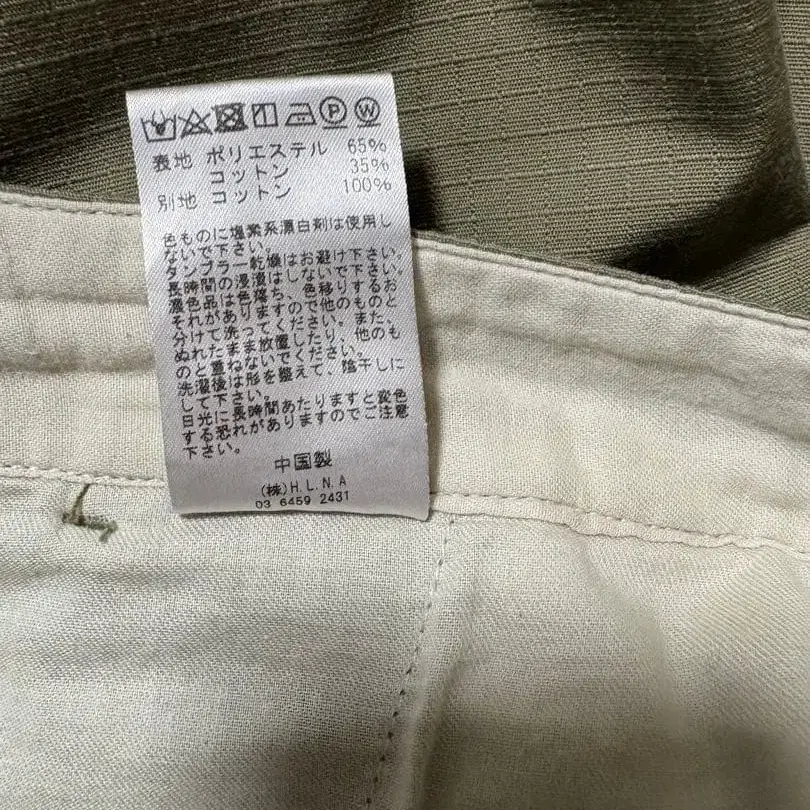 P W
表地 ポリエステル 65%
コットン 35%
別地 コットン 100%
色ものに塩素系漂白剤は使用し
ないで下さい。
タンブラー乾燥はお避け下さい。
長時間の浸漬はしないで下さい。
濃色品は色落ち、色移りするお
それがありますので他のものと
分けて洗ってください。また、
ぬれたまま放置したり、他のも
のと重ねないでください。
洗濯後は形を整えて、陰干しに
して下さい。
日光に長時間あたりますと変色
する恐れがありますのでご注意
下さい。
中国製
(株)H.L.N.A
03 6459 2431